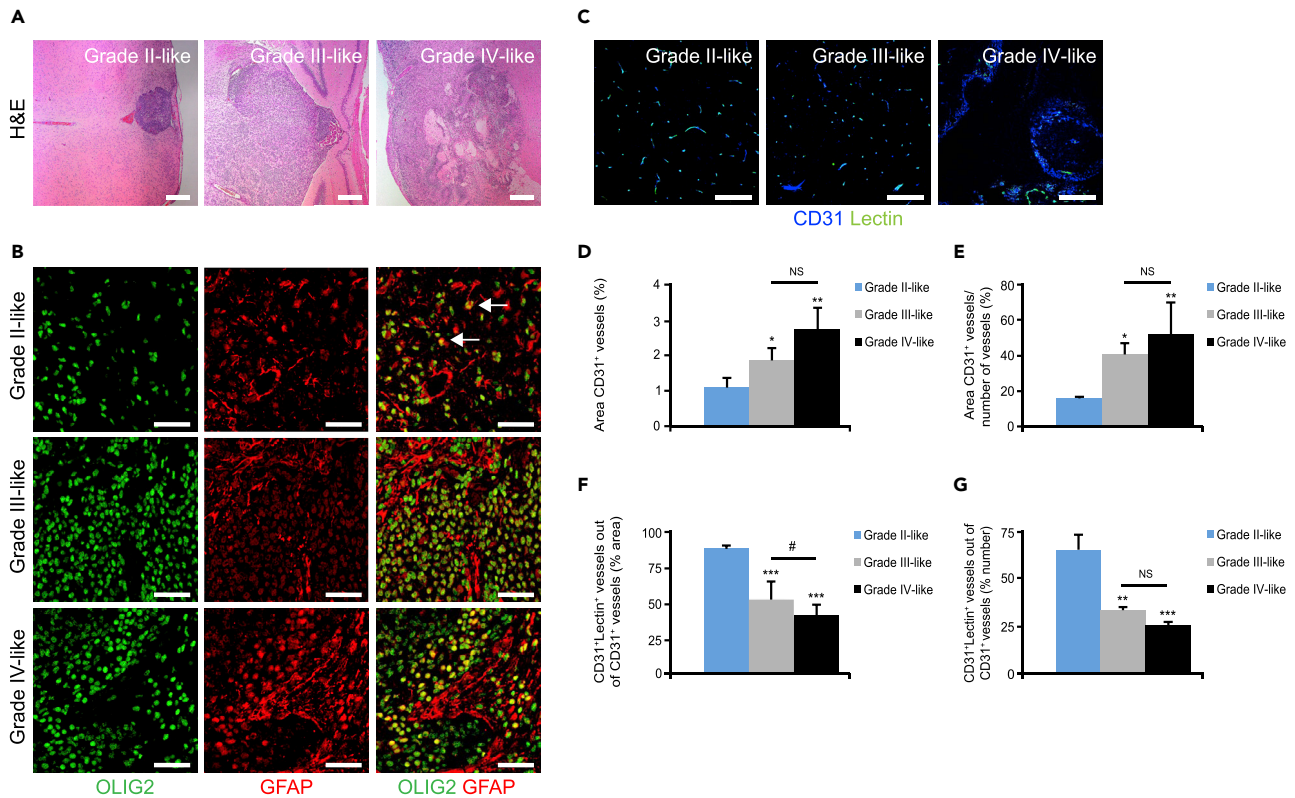 A
H&E
Grade II-like
Grade III-like
Grade IV-like
B
Grade II-like
Grade III-like
Grade IV-like
OLIG2
GFAP
OLIG2 GFAP
C
Grade II-like
Grade III-like
Grade IV-like
CD31 Lectin
D
Area CD31⁺ vessels (%)
4
3
2
1
0
*
NS
**
Grade II-like
Grade III-like
Grade IV-like
E
Area CD31⁺ vessels/
number of vessels (%)
80
60
40
20
0
*
NS
**
Grade II-like
Grade III-like
Grade IV-like
F
CD31⁺Lectin⁺ vessels out
of CD31⁺ vessels (% area)
100
75
50
25
0
***
#
***
Grade II-like
Grade III-like
Grade IV-like
G
CD31⁺Lectin⁺ vessels out of
CD31⁺ vessels (% number)
75
50
25
0
**
NS
***
Grade II-like
Grade III-like
Grade IV-like